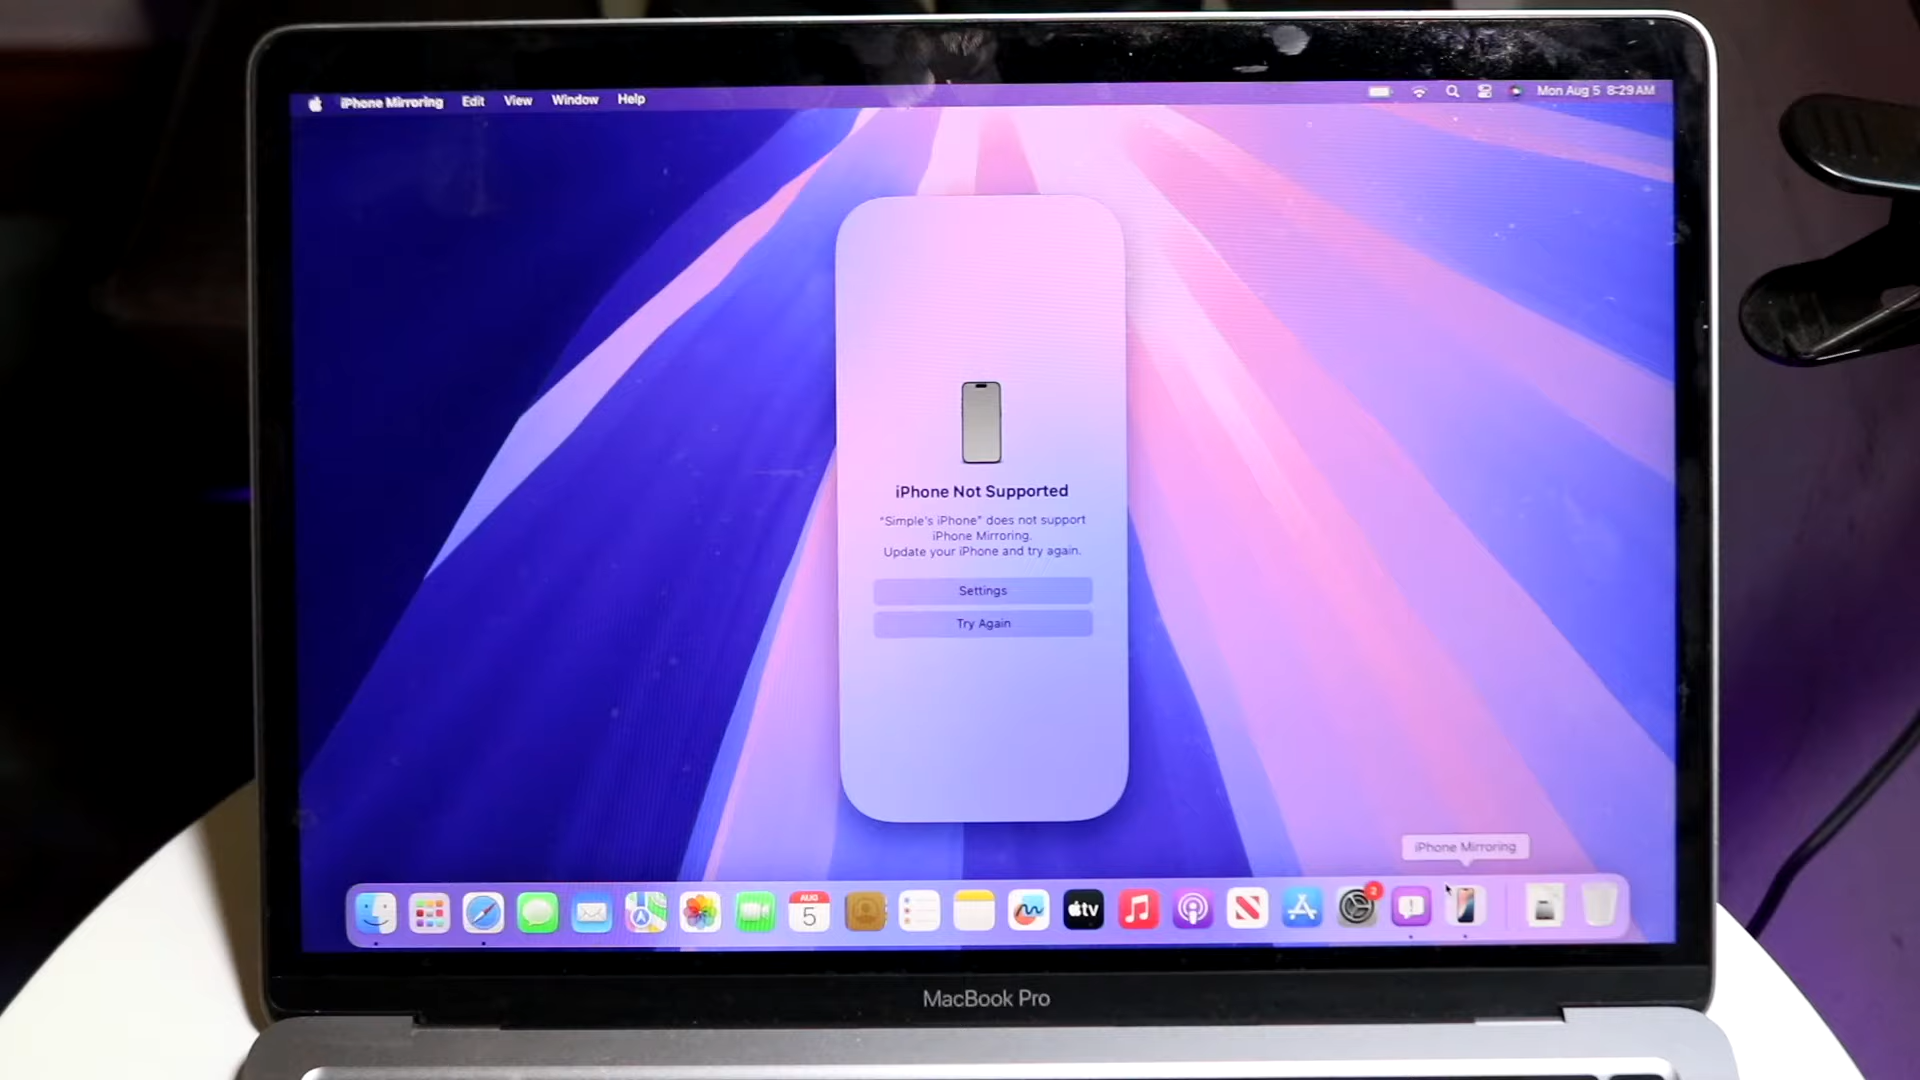 iPhone Mirroring Edit View Window Help Mon Aug 5 8:29 AM
iPhone Not Supported
"Simple's iPhone" does not support
iPhone Mirroring.
Update your iPhone and try again.
Settings
Try Again
iPhone Mirroring
AUG
5
tv
2
MacBook Pro